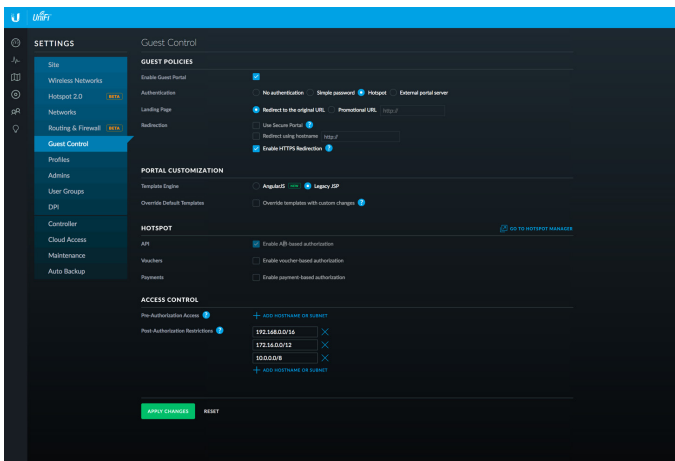 U UniFi
SETTINGS
Site
Wireless Networks
Hotspot 2.0 BETA
Networks
Routing & Firewall BETA
Guest Control
Profiles
Admins
User Groups
DPI
Controller
Cloud Access
Maintenance
Auto Backup
Guest Control
GUEST POLICIES
Enable Guest Portal
Authentication No authentication Simple password Hotspot External portal server
Landing Page Redirect to the original URL Promotional URL http://
Redirection Use Secure Portal ?
Redirect using hostname http://
Enable HTTPS Redirection ?
PORTAL CUSTOMIZATION
Template Engine AngularJS Legacy JSP
Override Default Templates Override templates with custom changes ?
HOTSPOT GO TO HOTSPOT MANAGER
API Enable API-based authorization
Vouchers Enable voucher-based authorization
Payments Enable payment-based authorization
ACCESS CONTROL
Pre-Authorization Access ? + ADD HOSTNAME OR SUBNET
Post-Authorization Restrictions ? 192.168.0.0/16
172.16.0.0/12
10.0.0.0/8
+ ADD HOSTNAME OR SUBNET
APPLY CHANGES RESET